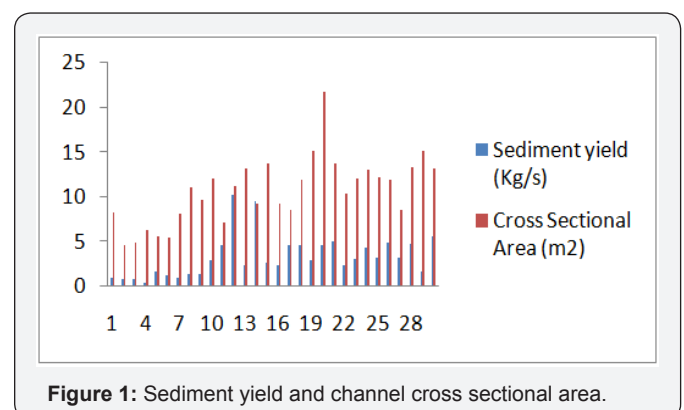 25
20
15
10
5
0
1 4 7 10 13 16 19 22 25 28
Sediment yield
(Kg/s)
Cross Sectional
Area (m2)
Figure 1: Sediment yield and channel cross sectional area.